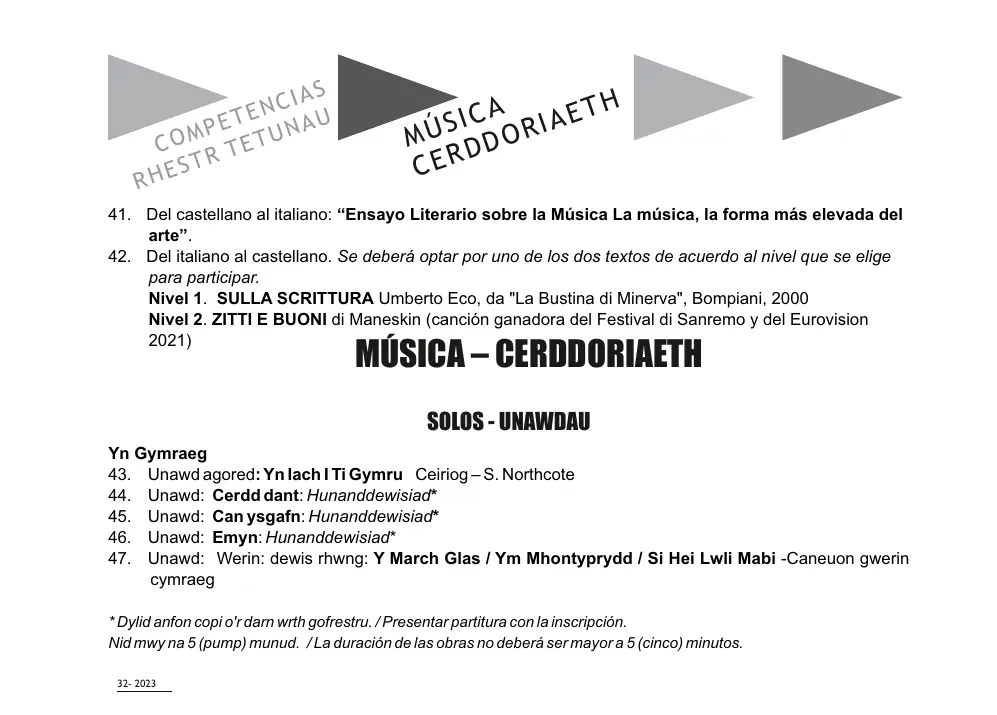 COMPETENCIAS
RHESTR TETUNAU
MÚSICA
CERDDORIAETH
41. Del castellano al italiano: “Ensayo Literario sobre la Música La música, la forma más elevada del
arte”.
42. Del italiano al castellano. Se deberá optar por uno de los dos textos de acuerdo al nivel que se elige
para participar.
Nivel 1. SULLA SCRITTURA Umberto Eco, da "La Bustina di Minerva", Bompiani, 2000
Nivel 2. ZITTI E BUONI di Maneskin (canción ganadora del Festival di Sanremo y del Eurovision
2021)
MÚSICA – CERDDORIAETH
SOLOS - UNAWDAU
Yn Gymraeg
43. Unawd agored: Yn Iach I Ti Gymru Ceiriog – S. Northcote
44. Unawd: Cerdd dant: Hunanddewisiad*
45. Unawd: Can ysgafn: Hunanddewisiad*
46. Unawd: Emyn: Hunanddewisiad*
47. Unawd: Werin: dewis rhwng: Y March Glas / Ym Mhontyprydd / Si Hei Lwli Mabi -Caneuon gwerin
cymraeg
* Dylid anfon copi o'r darn wrth gofrestru. / Presentar partitura con la inscripción.
Nid mwy na 5 (pump) munud. / La duración de las obras no deberá ser mayor a 5 (cinco) minutos.
32- 2023